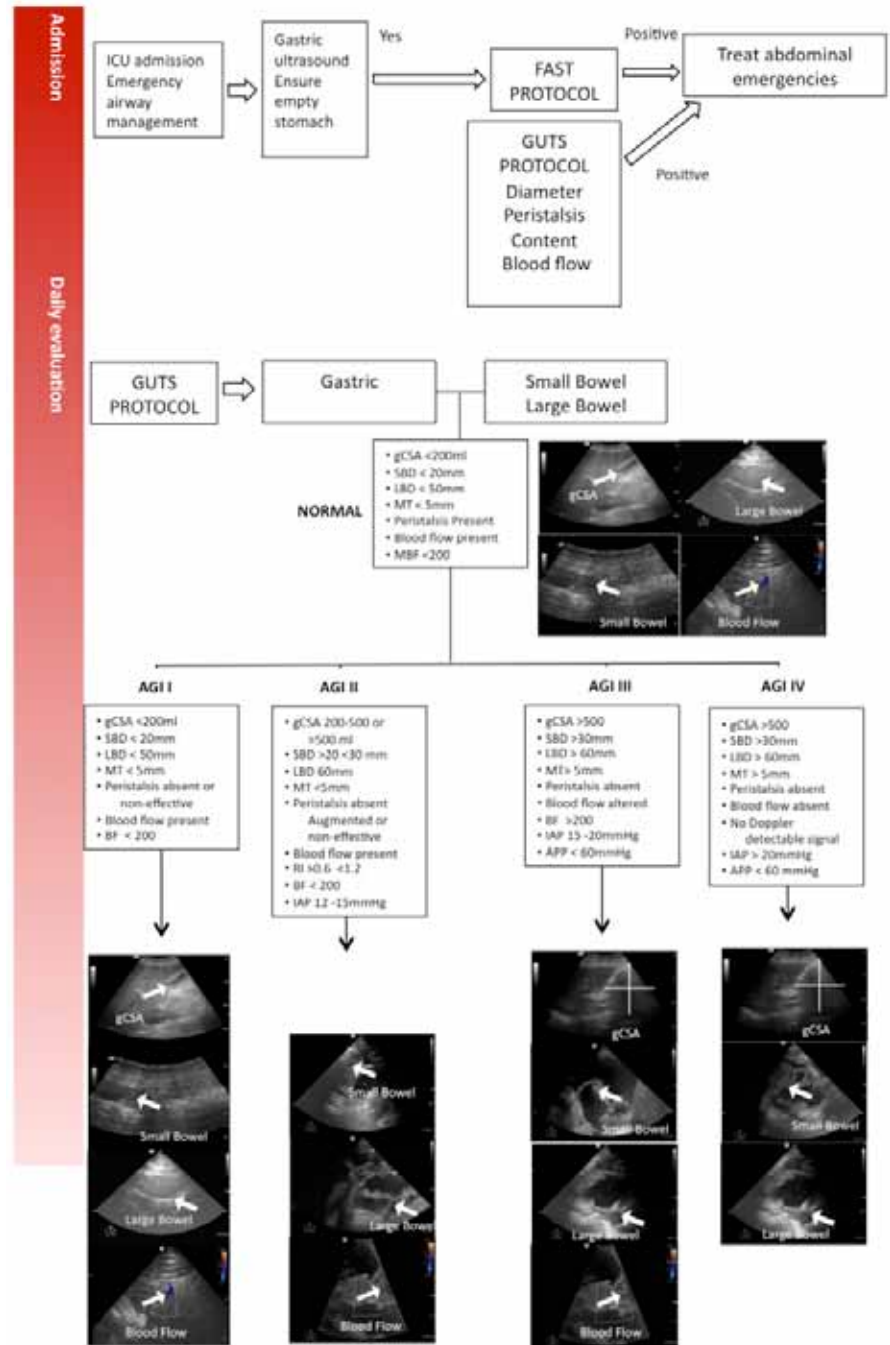 Admission
ICU admission
Emergency
airway
management
Gastric
ultrasound
Ensure
empty
stomach
Yes
FAST
PROTOCOL
Positive
Treat abdominal
emergencies
GUTS
PROTOCOL
Diameter
Peristalsis
Content
Blood flow
Positive
Daily evaluation
GUTS
PROTOCOL
Gastric
Small Bowel
Large Bowel
NORMAL
• gCSA <200ml
• SBD < 20mm
• LBD < 50mm
• MT < 5mm
• Peristalsis Present
• Blood flow present
• MBF <200
gCSA
Large Bowel
Small Bowel
Blood Flow
AGI I
• gCSA <200ml
• SBD < 20mm
• LBD < 50mm
• MT < 5mm
• Peristalsis absent or
non-effective
• Blood flow present
• BF < 200
AGI II
• gCSA 200-500 or
>500 ml
• SBD >20 <30 mm
• LBD 60mm
• MT <5mm
• Peristalsis absent
Augmented or
non-effective
• Blood flow present
• RI >0.6 <1.2
• BF < 200
• IAP 12 -15mmHg
AGI III
• gCSA >500
• SBD >30mm
• LBD > 60mm
• MT> 5mm
• Peristalsis absent
• Blood flow altered
• BF >200
• IAP 15 -20mmHg
• APP < 60mmHg
AGI IV
• gCSA >500
• SBD >30mm
• LBD > 60mm
• MT > 5mm
• Peristalsis absent
• Blood flow absent
• No Doppler
detectable signal
• IAP > 20mmHg
• APP < 60 mmHg
gCSA
Small Bowel
Large Bowel
Blood Flow
Small Bowel
Large Bowel
Blood Flow
gCSA
Small Bowel
Large Bowel
Blood Flow
gCSA
Small Bowel
Large Bowel